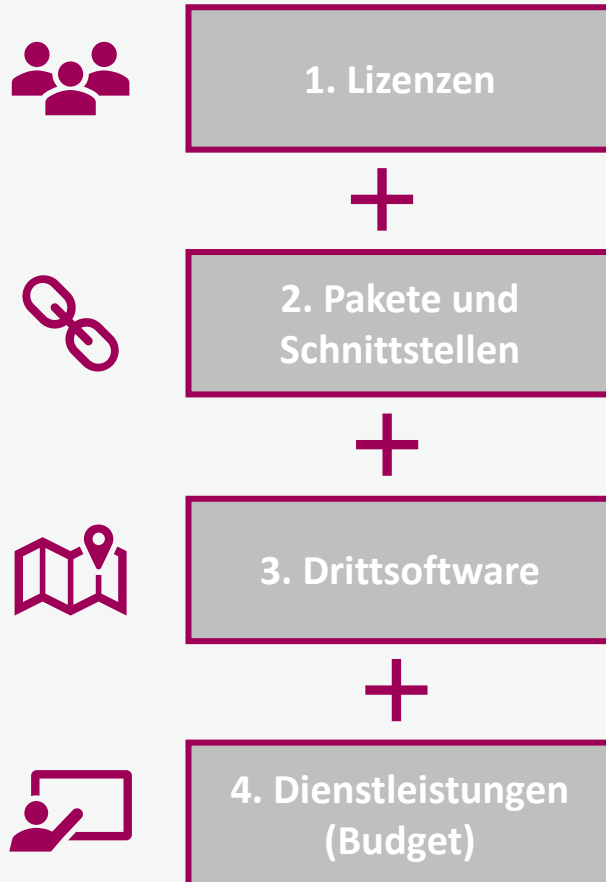 1. Lizenzen
2. Pakete und
Schnittstellen
3. Drittsoftware
4. Dienstleistungen
(Budget)